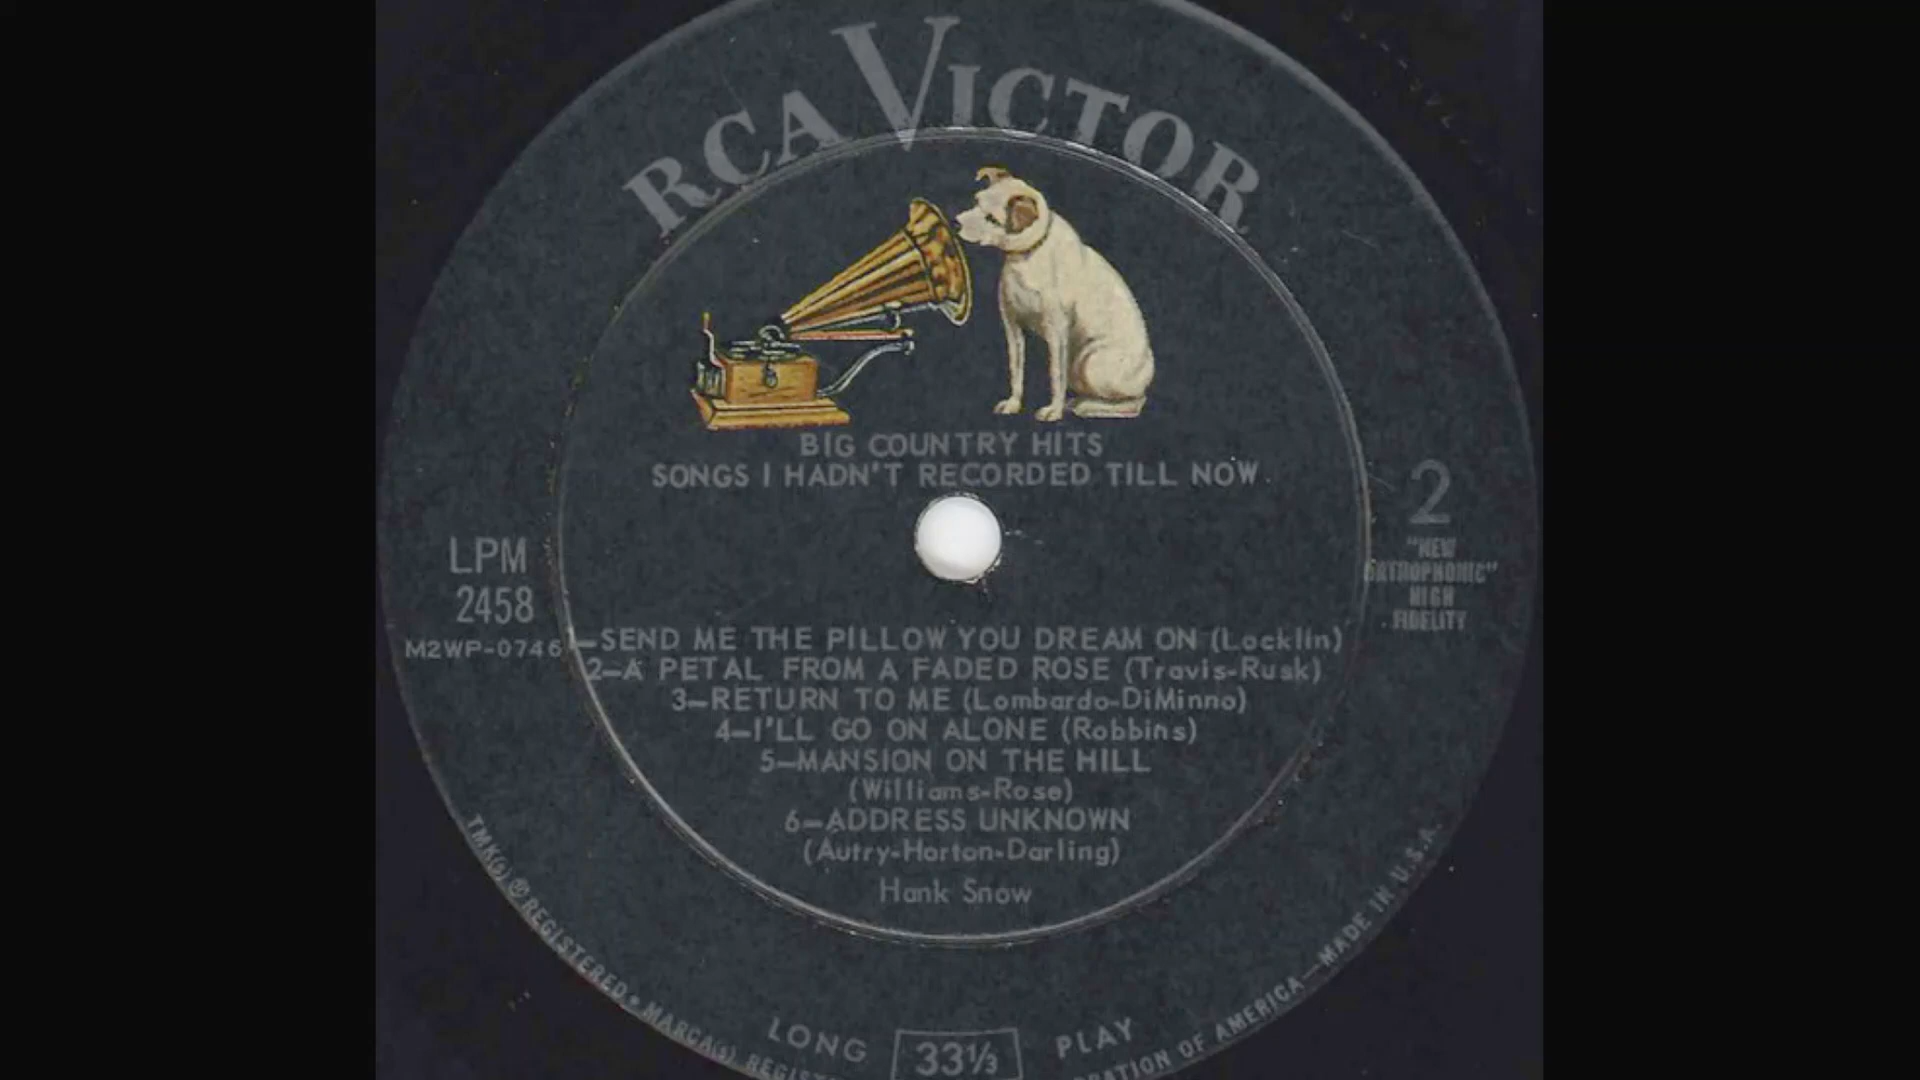 RCA VICTOR
BIG COUNTRY HITS
SONGS I HADN'T RECORDED TILL NOW
2
"NEW
ORTHOPHONIC"
HIGH
FIDELITY
LPM
2458
M2WP-0746
1—SEND ME THE PILLOW YOU DREAM ON (Locklin)
2—A PETAL FROM A FADED ROSE (Travis-Rusk)
3—RETURN TO ME (Lombardo-DiMinno)
4—I'LL GO ON ALONE (Robbins)
5—MANSION ON THE HILL
(Williams-Rose)
6—ADDRESS UNKNOWN
(Autry-Horton-Darling)
Hank Snow
LONG 33⅓ PLAY
TMK(s) ® REGISTERED • MARCA(s)
OF AMERICA—MADE IN U.S.A.